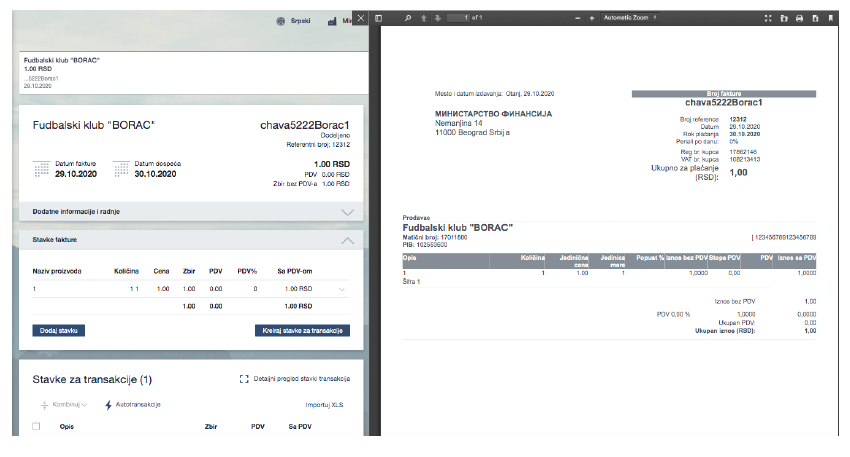 Srpski
Min
Fudbalski klub "BORAC"
1.00 RSD
...5222Borac1
29.10.2020
Fudbalski klub "BORAC"
chava5222Borac1
Dodeljeno
Referentni broj: 12312
Datum fakture
29.10.2020
Datum dospeća
30.10.2020
1.00 RSD
PDV 0.00 RSD
Zbir bez PDV-a 1.00 RSD
Dodatne informacije i radnje
Stavke fakture
Naziv proizvoda Količina Cena Zbir PDV PDV% Sa PDV-om
1 1 1 1.00 1.00 0.00 0 1.00 RSD
1.00 0.00 1.00 RSD
Dodaj stavku
Kreiraj stavke za transakcije
Stavke za transakcije (1)
Detaljni pregled stavki transakcija
Kombinuj
Autotransakcije
Importuj XLS
Opis Zbir PDV Sa PDV
1 of 1
Automatic Zoom
Mesto i datum izdavanja: Otanj, 29.10.2020
МИНИСТАРСТВО ФИНАНСИЈА
Nemanjina 14
11000 Beograd Srbija
Broj fakture
chava5222Borac1
Broj reference 12312
Datum 29.10.2020
Rok plaćanja 30.10.2020
Penali po danu: 0%
Reg br. kupca 17862146
VAT br. kupca 108213413
Ukupno za plaćanje (RSD): 1,00
Prodavac
Fudbalski klub "BORAC"
Matični broj: 17011880
PIB: 102553600
| 123456789123456789
Opis Količina Jedinična cena Jedinica mere Popust % Iznos bez PDV Stopa PDV PDV Iznos sa PDV
1 1 1.00 1 1,0000 0,00 1,0000
Šifra 1
Iznos bez PDV 1,00
PDV 0.00 % 1,0000 0,0000
Ukupan PDV: 0,00
Ukupan iznos (RSD): 1,00